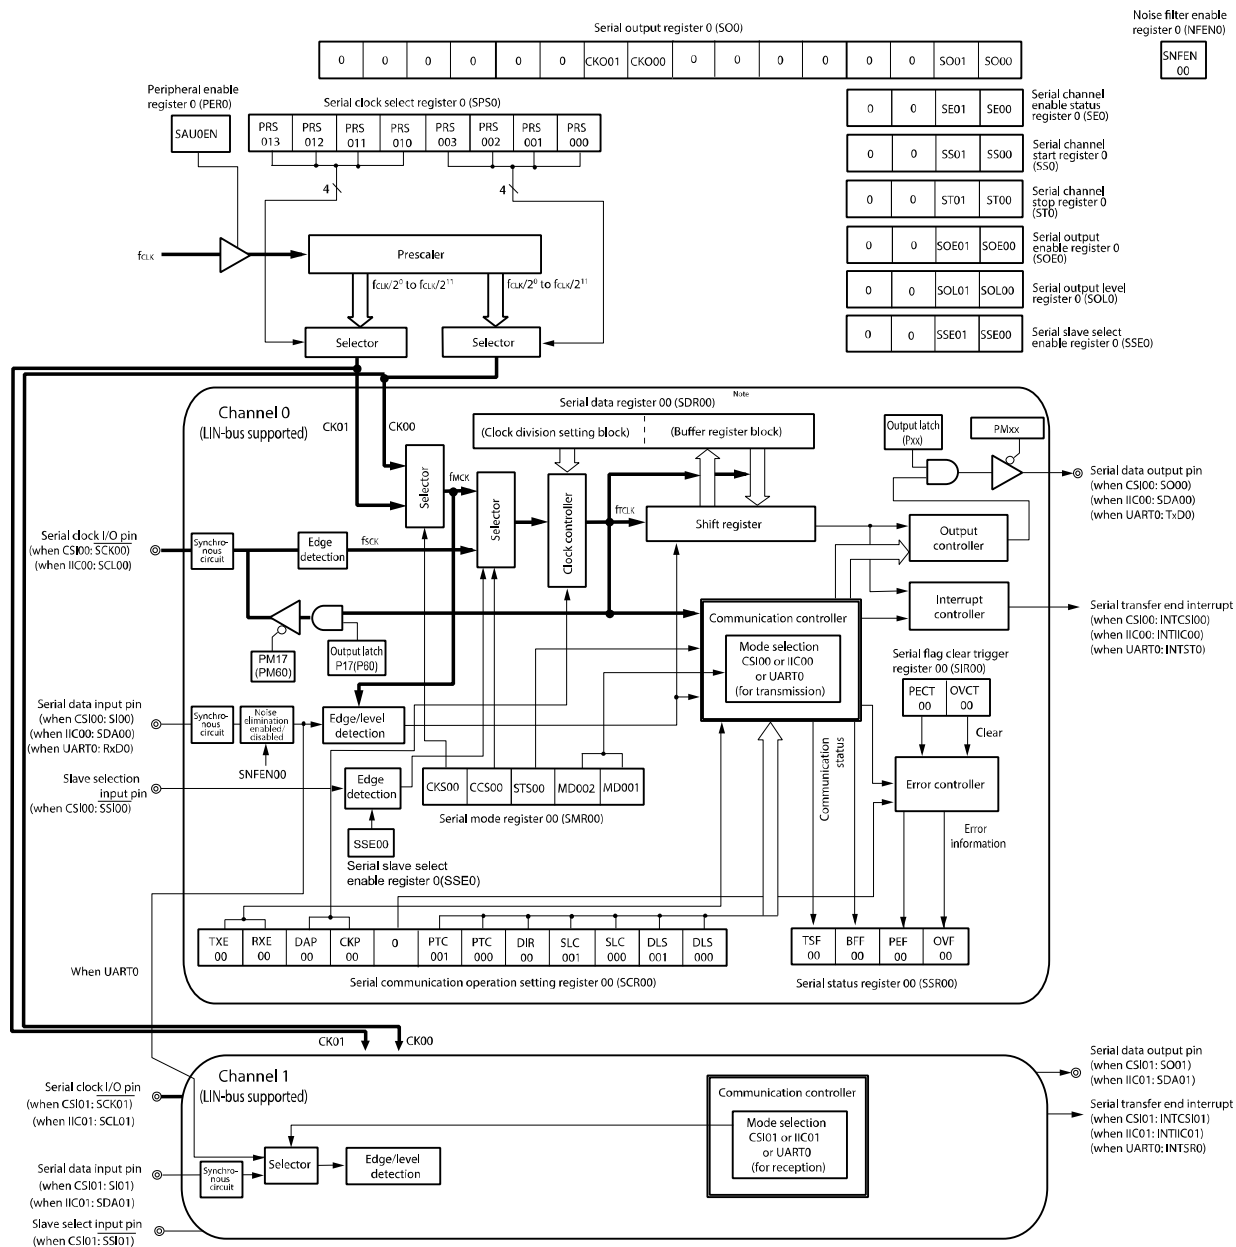 Serial output register 0 (SO0)
0 0 0 0 0 0 CKO01 CKO00 0 0 0 0 0 0 SO01 SO00
Noise filter enable
register 0 (NFEN0)
SNFEN
00
Peripheral enable
register 0 (PER0)
SAU0EN
Serial clock select register 0 (SPS0)
PRS PRS PRS PRS PRS PRS PRS PRS
013 012 011 010 003 002 001 000
4
4
0 0 SE01 SE00
Serial channel
enable status
register 0 (SE0)
0 0 SS01 SS00
Serial channel
start register 0
(SS0)
0 0 ST01 ST00
Serial channel
stop register 0
(ST0)
0 0 SOE01 SOE00
Serial output
enable register 0
(SOE0)
0 0 SOL01 SOL00
Serial output level
register 0 (SOL0)
0 0 SSE01 SSE00
Serial slave select
enable register 0 (SSE0)
fCLK
Prescaler
fCLK/2⁰ to fCLK/2¹¹
fCLK/2⁰ to fCLK/2¹¹
Selector
Selector
Channel 0
(LIN-bus supported)
CK01
CK00
Serial data register 00 (SDR00) Note
(Clock division setting block)
(Buffer register block)
Output latch
(Pxx)
PMxx
Serial data output pin
(when CSI00: SO00)
(when IIC00: SDA00)
(when UART0: TxD0)
Selector
fMCK
Selector
Clock controller
fTCLK
Shift register
Output
controller
Serial clock I/O pin
(when CSI00: SCK00)
(when IIC00: SCL00)
Synchro-
nous
circuit
Edge
detection
fSCK
Communication controller
Mode selection
CSI00 or IIC00
or UART0
(for transmission)
Interrupt
controller
Serial transfer end interrupt
(when CSI00: INTCSI00)
(when IIC00: INTIIC00)
(when UART0: INTST0)
PM17
(PM60)
Output latch
P17(P60)
Serial flag clear trigger
register 00 (SIR00)
PECT OVCT
00 00
Clear
Serial data input pin
(when CSI00: SI00)
(when IIC00: SDA00)
(when UART0: RxD0)
Synchro-
nous
circuit
Noise
elimination
enabled/
disabled
Edge/level
detection
SNFEN00
Communication
status
Error controller
Error
information
Slave selection
input pin
(when CSI00: SSI00)
Edge
detection
CKS00 CCS00 STS00 MD002 MD001
Serial mode register 00 (SMR00)
SSE00
Serial slave select
enable register 0(SSE0)
TXE RXE DAP CKP 0 PTC PTC DIR SLC SLC DLS DLS
00 00 00 00 001 000 00 001 000 001 000
Serial communication operation setting register 00 (SCR00)
TSF BFF PEF OVF
00 00 00 00
Serial status register 00 (SSR00)
When UART0
CK01
CK00
Channel 1
(LIN-bus supported)
Serial clock I/O pin
(when CSI01: SCK01)
(when IIC01: SCL01)
Communication controller
Mode selection
CSI01 or IIC01
or UART0
(for reception)
Serial data output pin
(when CSI01: SO01)
(when IIC01: SDA01)
Serial transfer end interrupt
(when CSI01: INTCSI01)
(when IIC01: INTIIC01)
(when UART0: INTSR0)
Serial data input pin
(when CSI01: SI01)
(when IIC01: SDA01)
Synchro-
nous
circuit
Selector
Edge/level
detection
Slave select input pin
(when CSI01: SSI01)